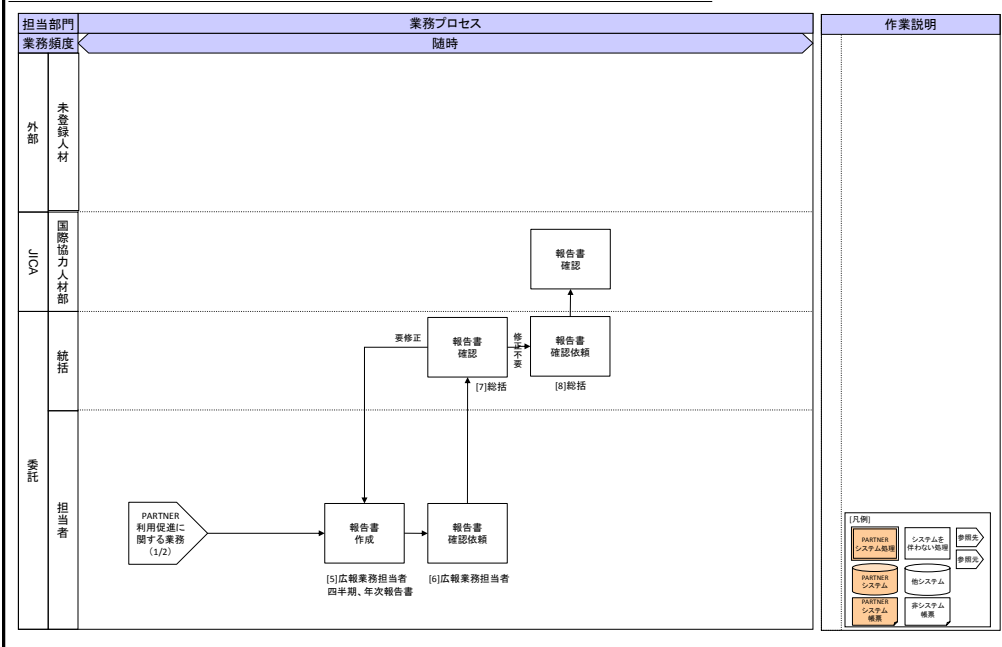 担当部門
業務プロセス
作業説明
業務頻度
随時
外部
未登録人材
JICA
国際協力人材部
報告書
確認
委託
統括
要修正
報告書
確認
修正不要
報告書
確認依頼
[7]総括
[8]総括
担当者
PARTNER
利用促進に
関する業務
（1/2）
報告書
作成
報告書
確認依頼
[5]広報業務担当者
四半期、年次報告書
[6]広報業務担当者
[凡例]
PARTNER
システム処理
システムを
伴わない処理
参照先
参照元
PARTNER
システム
他システム
PARTNER
システム
帳票
非システム
帳票